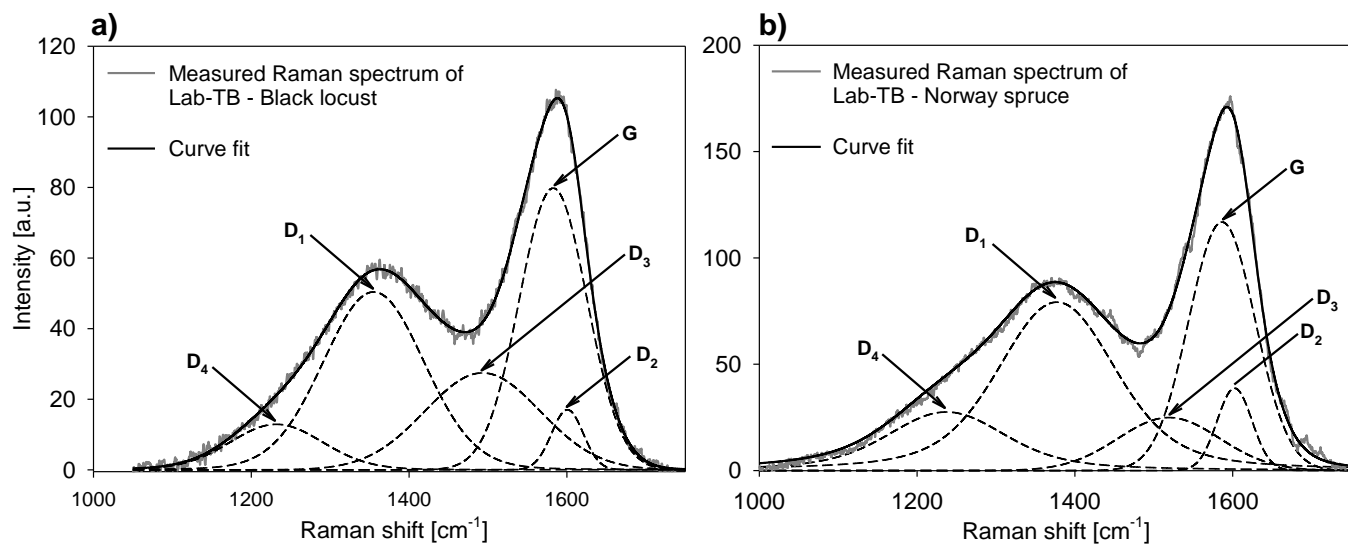 a)
120
100
80
60
40
20
0
Intensity [a.u.]
Measured Raman spectrum of
Lab-TB - Black locust
Curve fit
G
D1
D3
D4
D2
1000 1200 1400 1600
Raman shift [cm-1]
b)
200
150
100
50
0
Measured Raman spectrum of
Lab-TB - Norway spruce
Curve fit
G
D1
D3
D4
D2
1000 1200 1400 1600
Raman shift [cm-1]